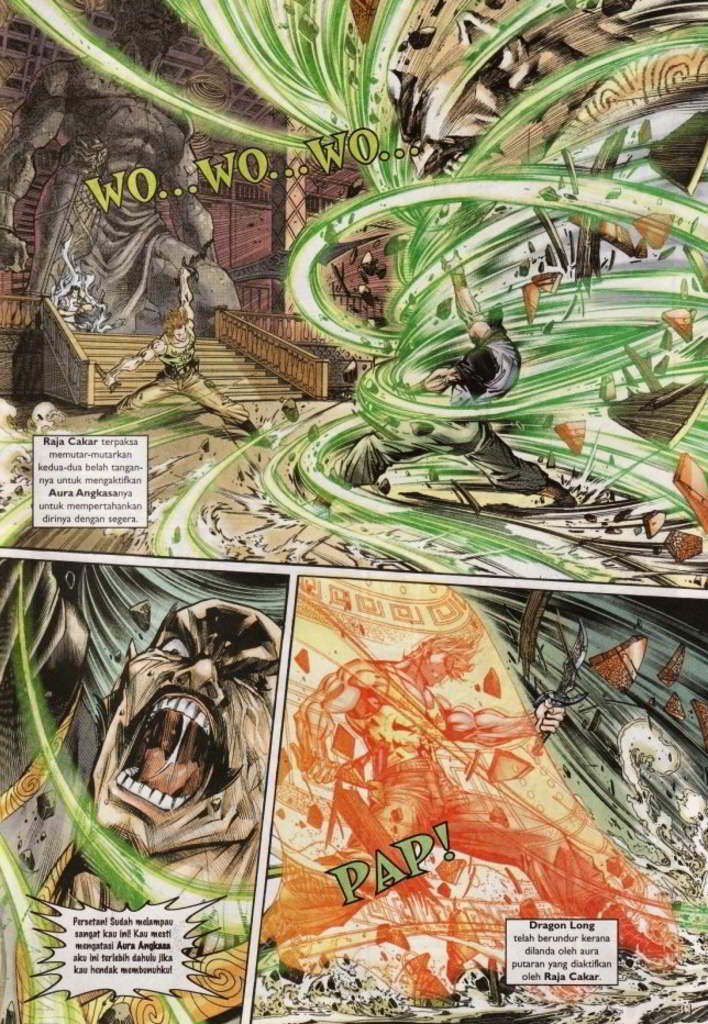 WO...WO...WO...
Raja Cakar terpaksa
memutar-mutarkan
kedua-dua belah tangan-
nya untuk mengaktifkan
Aura Angkasanya
untuk mempertahankan
dirinya dengan segera.
Persetan! Sudah melampau
sangat kau ini! Kau mesti
mengatasi Aura Angkasa
aku ini terlebih dahulu jika
kau hendak membunuhku!
PAP!
Dragon Long
telah berundur kerana
dilanda oleh aura
putaran yang diaktifkan
oleh Raja Cakar.